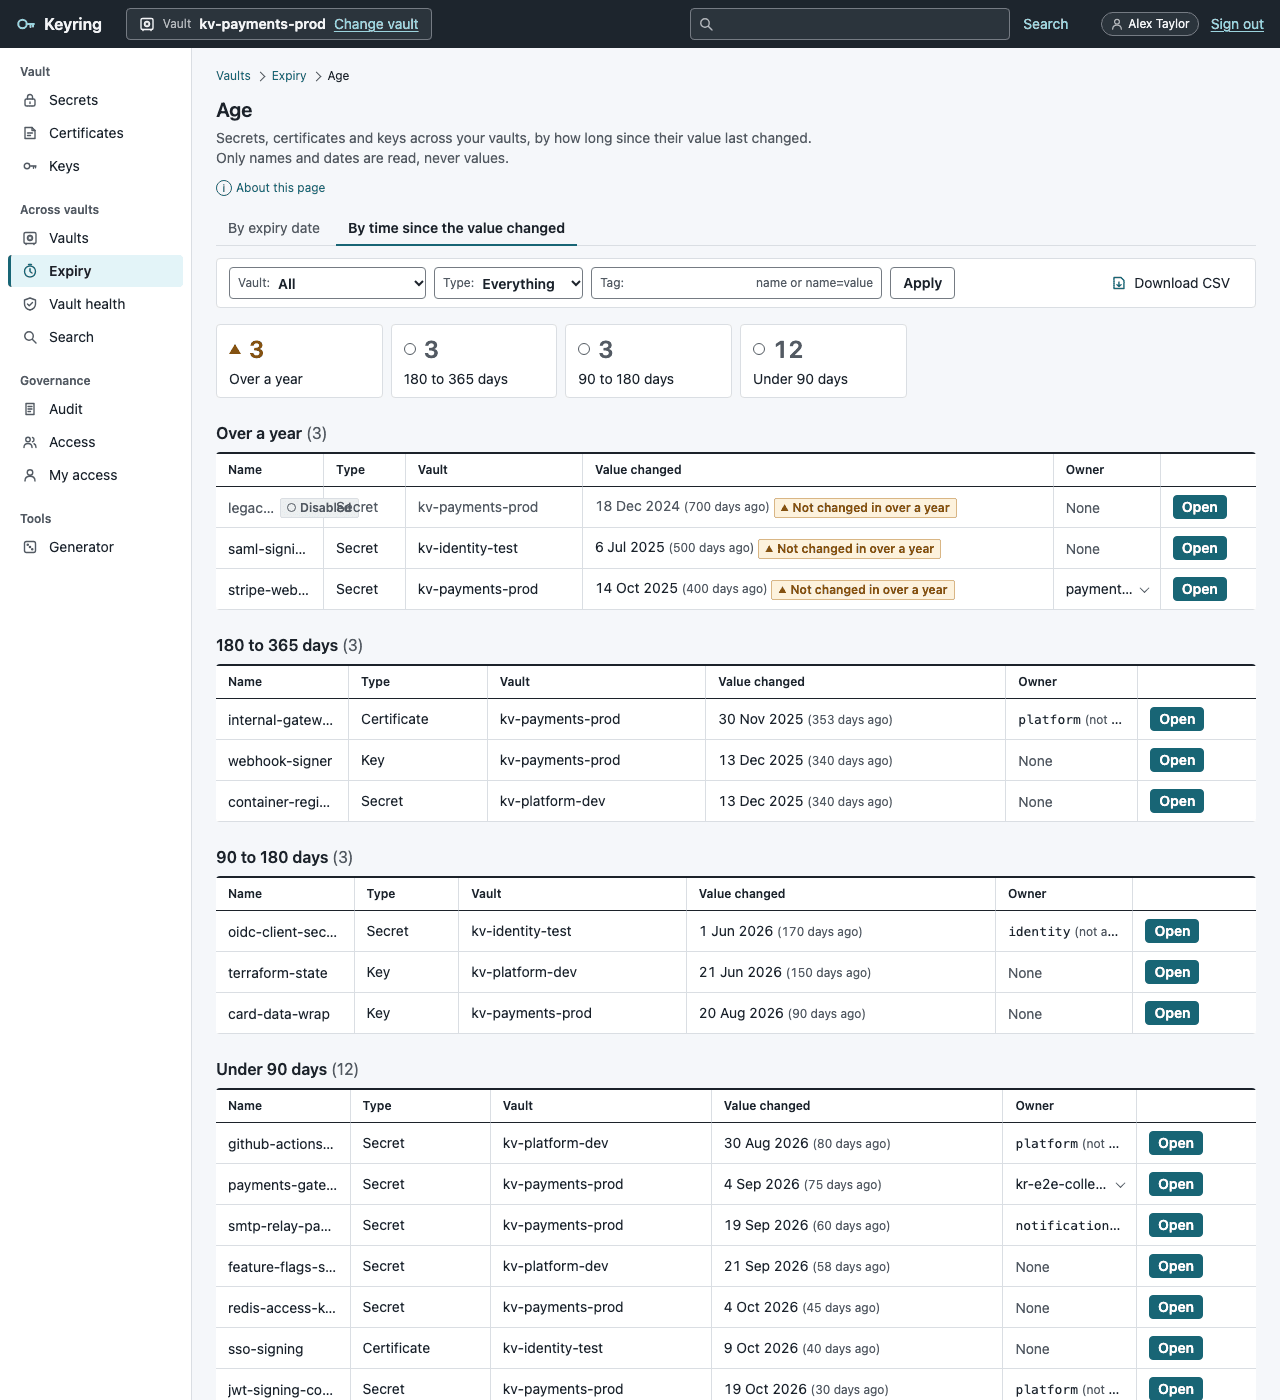 Keyring
Vault kv-payments-prod Change vault
Search
Alex Taylor
Sign out
Vault
Secrets
Certificates
Keys
Across vaults
Vaults
Expiry
Vault health
Search
Governance
Audit
Access
My access
Tools
Generator
Vaults > Expiry > Age
Age
Secrets, certificates and keys across your vaults, by how long since their value last changed.
Only names and dates are read, never values.
About this page
By expiry date By time since the value changed
Vault: All Type: Everything Tag: name or name=value Apply Download CSV
3
Over a year
3
180 to 365 days
3
90 to 180 days
12
Under 90 days
Over a year (3)
Name Type Vault Value changed Owner
legac... Disabled Secret kv-payments-prod 18 Dec 2024 (700 days ago) Not changed in over a year None Open
saml-signi... Secret kv-identity-test 6 Jul 2025 (500 days ago) Not changed in over a year None Open
stripe-web... Secret kv-payments-prod 14 Oct 2025 (400 days ago) Not changed in over a year payment... Open
180 to 365 days (3)
Name Type Vault Value changed Owner
internal-gatew... Certificate kv-payments-prod 30 Nov 2025 (353 days ago) platform (not ... Open
webhook-signer Key kv-payments-prod 13 Dec 2025 (340 days ago) None Open
container-regi... Secret kv-platform-dev 13 Dec 2025 (340 days ago) None Open
90 to 180 days (3)
Name Type Vault Value changed Owner
oidc-client-sec... Secret kv-identity-test 1 Jun 2026 (170 days ago) identity (not a... Open
terraform-state Key kv-platform-dev 21 Jun 2026 (150 days ago) None Open
card-data-wrap Key kv-payments-prod 20 Aug 2026 (90 days ago) None Open
Under 90 days (12)
Name Type Vault Value changed Owner
github-actions... Secret kv-platform-dev 30 Aug 2026 (80 days ago) platform (not ... Open
payments-gate... Secret kv-payments-prod 4 Sep 2026 (75 days ago) kr-e2e-colle... Open
smtp-relay-pa... Secret kv-payments-prod 19 Sep 2026 (60 days ago) notification... Open
feature-flags-s... Secret kv-platform-dev 21 Sep 2026 (58 days ago) None Open
redis-access-k... Secret kv-payments-prod 4 Oct 2026 (45 days ago) None Open
sso-signing Certificate kv-identity-test 9 Oct 2026 (40 days ago) None Open
jwt-signing-co... Secret kv-payments-prod 19 Oct 2026 (30 days ago) platform (not ... Open